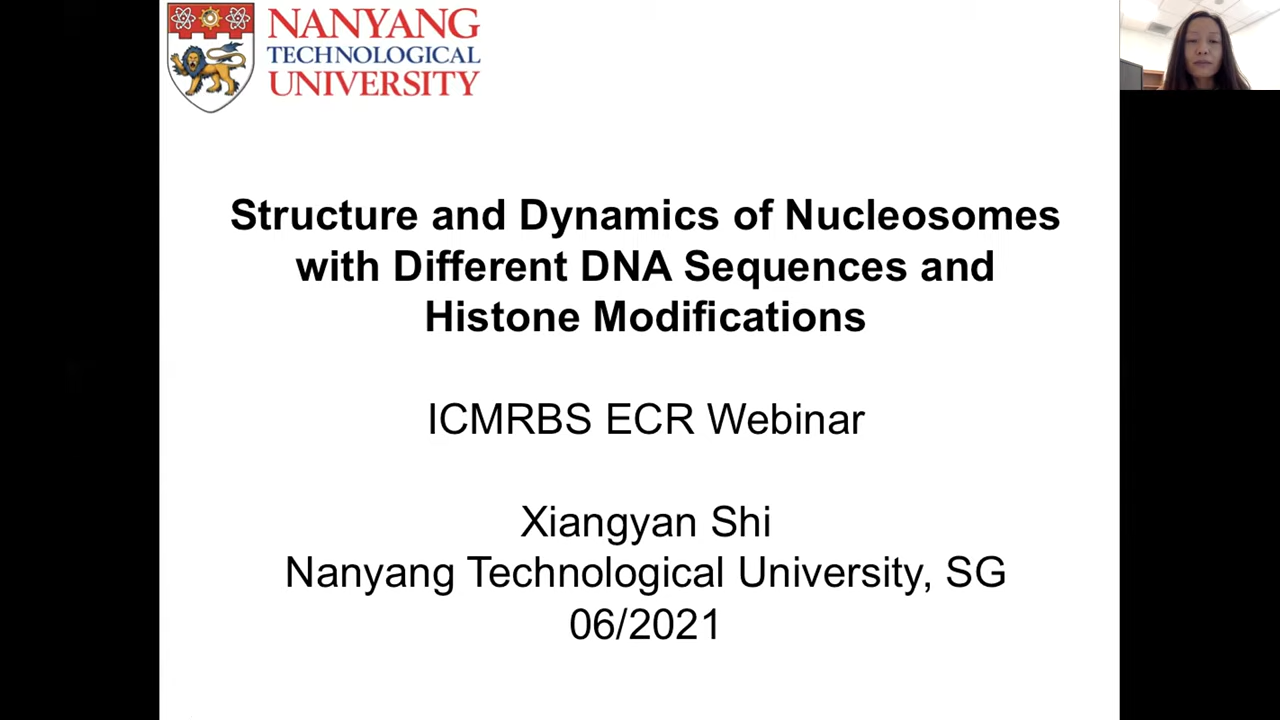 NANYANG
TECHNOLOGICAL
UNIVERSITY
Structure and Dynamics of Nucleosomes
with Different DNA Sequences and
Histone Modifications
ICMRBS ECR Webinar
Xiangyan Shi
Nanyang Technological University, SG
06/2021